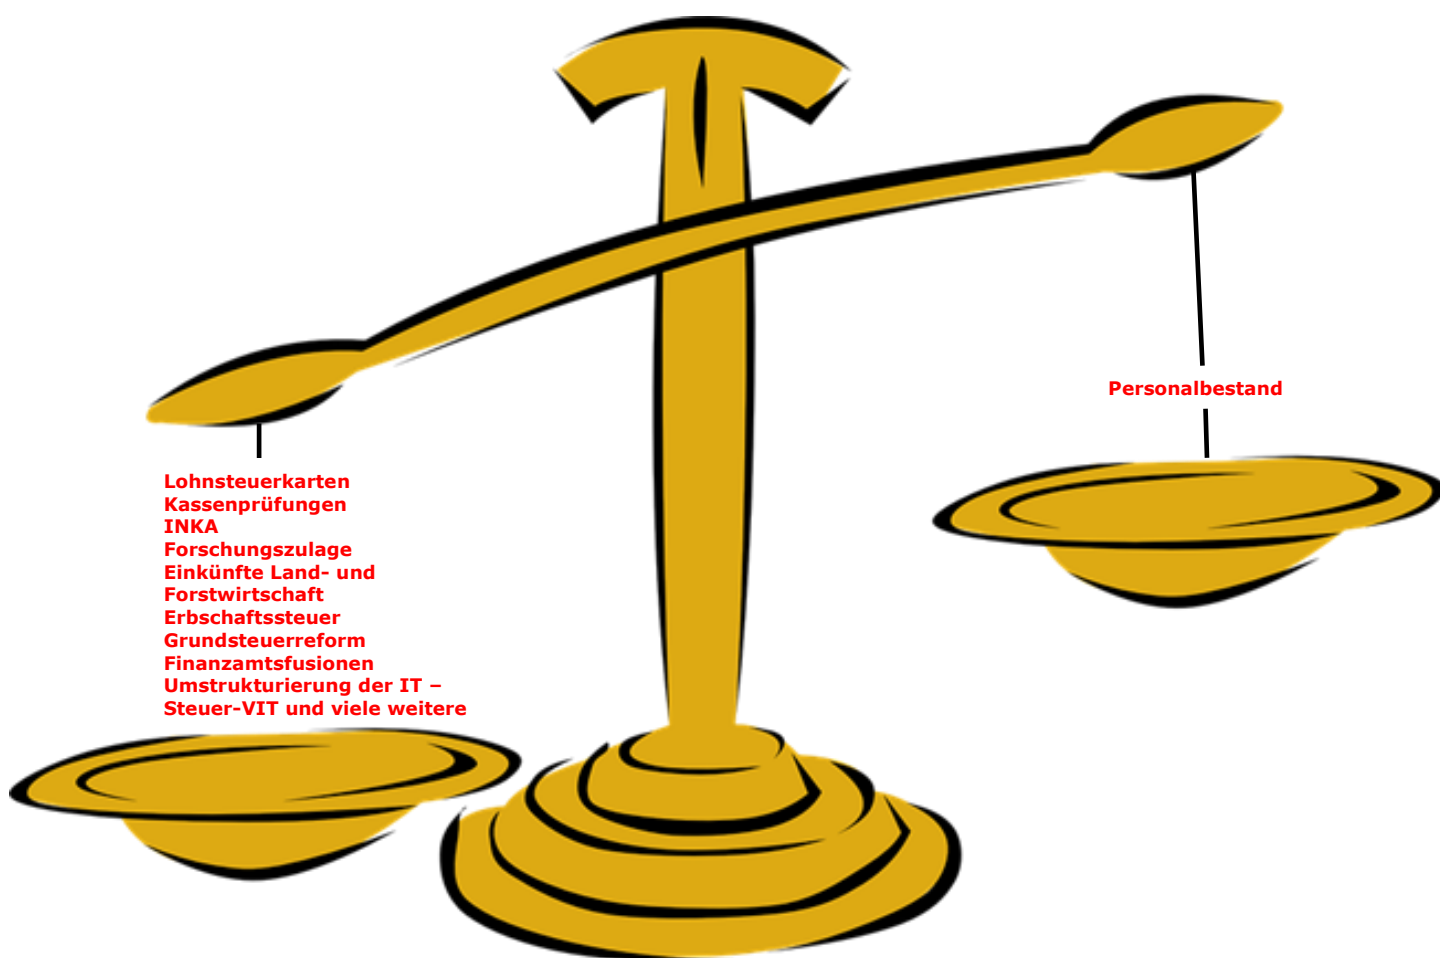 Personalbestand
Lohnsteuerkarten
Kassenprüfungen
INKA
Forschungszulage
Einkünfte Land- und
Forstwirtschaft
Erbschaftssteuer
Grundsteuerreform
Finanzamtsfusionen
Umstrukturierung der IT –
Steuer-VIT und viele weitere